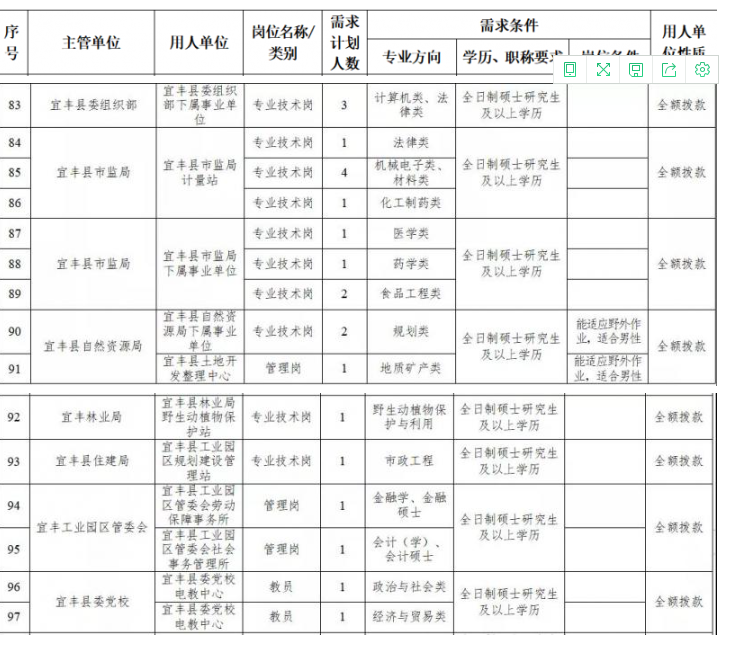 序号 主管单位 用人单位 岗位名称/类别 需求计划人数 需求条件 用人单位性质
专业方向 学历、职称要求
83 宜丰县委组织部 宜丰县委组织部下属事业单位 专业技术岗 3 计算机类、法律类 全日制硕士研究生及以上学历 全额拨款
84 宜丰县市监局 宜丰县市监局计量站 专业技术岗 1 法律类 全日制硕士研究生及以上学历 全额拨款
85 专业技术岗 4 机械电子类、材料类
86 专业技术岗 1 化工制药类
87 宜丰县市监局 宜丰县市监局下属事业单位 专业技术岗 1 医学类 全日制硕士研究生及以上学历 全额拨款
88 专业技术岗 1 药学类
89 专业技术岗 2 食品工程类
90 宜丰县自然资源局 宜丰县自然资源局下属事业单位 专业技术岗 2 规划类 全日制硕士研究生及以上学历 能适应野外作业，适合男性 全额拨款
91 宜丰县土地开发整理中心 管理岗 1 地质矿产类 能适应野外作业，适合男性
92 宜丰林业局 宜丰县林业局野生动植物保护站 专业技术岗 1 野生动植物保护与利用 全日制硕士研究生及以上学历 全额拨款
93 宜丰县住建局 宜丰县工业园区规划建设管理站 专业技术岗 1 市政工程 全日制硕士研究生及以上学历 全额拨款
94 宜丰工业园区管委会 宜丰县工业园区管委会劳动保障事务所 管理岗 1 金融学、金融硕士 全日制硕士研究生及以上学历 全额拨款
95 宜丰县工业园区管委会社会事务管理所 管理岗 1 会计（学）、会计硕士
96 宜丰县委党校 宜丰县委党校电教中心 教员 1 政治与社会类 全日制硕士研究生及以上学历 全额拨款
97 宜丰县委党校电教中心 教员 1 经济与贸易类